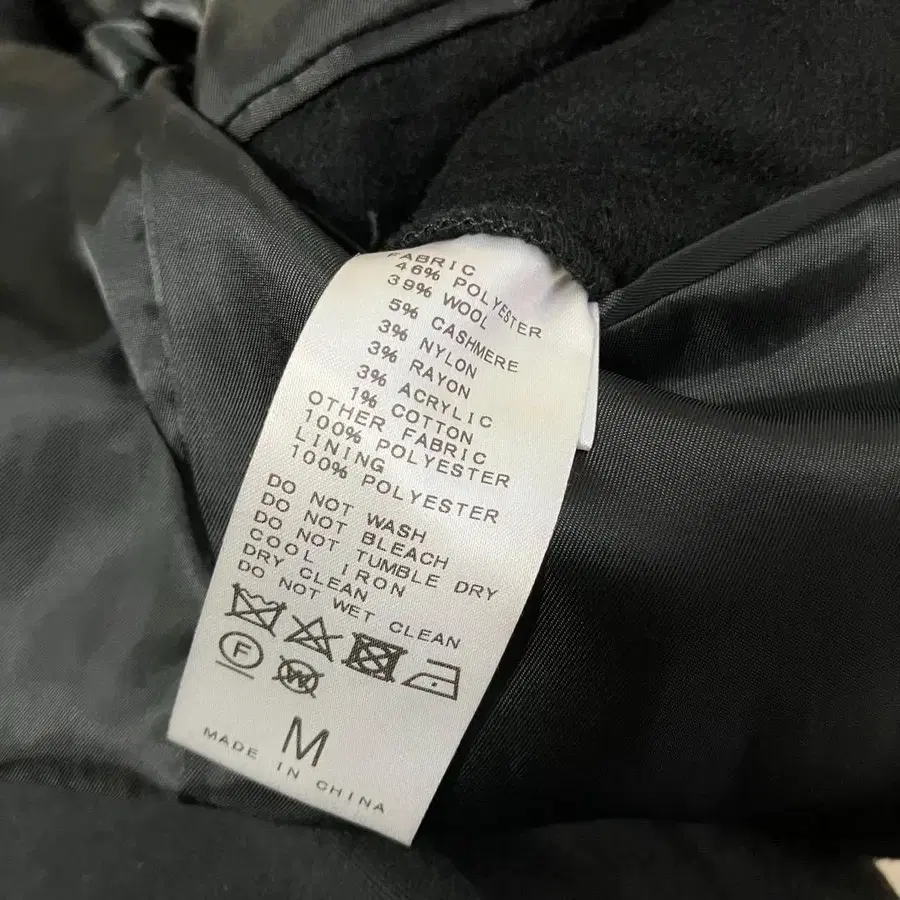 FABRIC
46% POLYESTER
39% WOOL
5% CASHMERE
3% NYLON
3% RAYON
3% ACRYLIC
1% COTTON
OTHER FABRIC
100% POLYESTER
LINING
100% POLYESTER
DO NOT WASH
DO NOT BLEACH
DO NOT TUMBLE DRY
COOL IRON
DRY CLEAN
DO NOT WET CLEAN
F
W
M
MADE IN CHINA